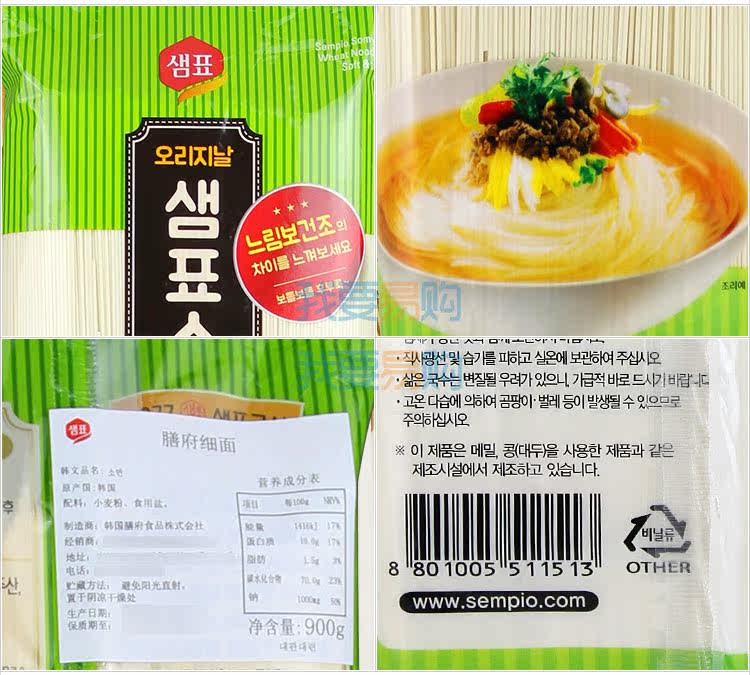 샘표
Sempio Som
Wheat Nood
Soft &
오리지날
샘표
느림보건조의
차이를 느껴보세요
조리예
我要易购
我要易购
샘표
膳府细面
韩文品名: 소면
原产国: 韩国
配料: 小麦粉、食用盐。
制造商: 韩国膳府食品株式会社
经销商:
地址:
电话:
贮藏方法: 避免阳光直射,
置于阴凉干燥处
生产日期:
保质期至:
营养成分表
项目 每100g NRV%
能量 1416kJ 17%
蛋白质 10.0g 17%
脂肪 1.5g 3%
碳水化合物 70.0g 23%
钠 1000mg 50%
净含量: 900g
· 직사광선 및 습기를 피하고 실온에 보관하여 주십시오
· 삶은 국수는 변질될 우려가 있으니, 가급적 바로 드시기 바랍니다
· 고온 다습에 의하여 곰팡이 · 벌레 등이 발생될 수 있으므로
주의하십시오
※ 이 제품은 메밀, 콩(대두)을 사용한 제품과 같은
제조시설에서 제조하고 있습니다.
8 801005 511513
비닐류
OTHER
www.sempio.com